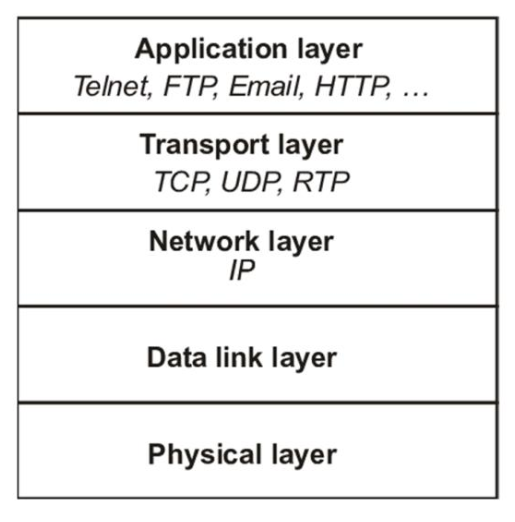 Application layer
Telnet, FTP, Email, HTTP, …
Transport layer
TCP, UDP, RTP
Network layer
IP
Data link layer
Physical layer